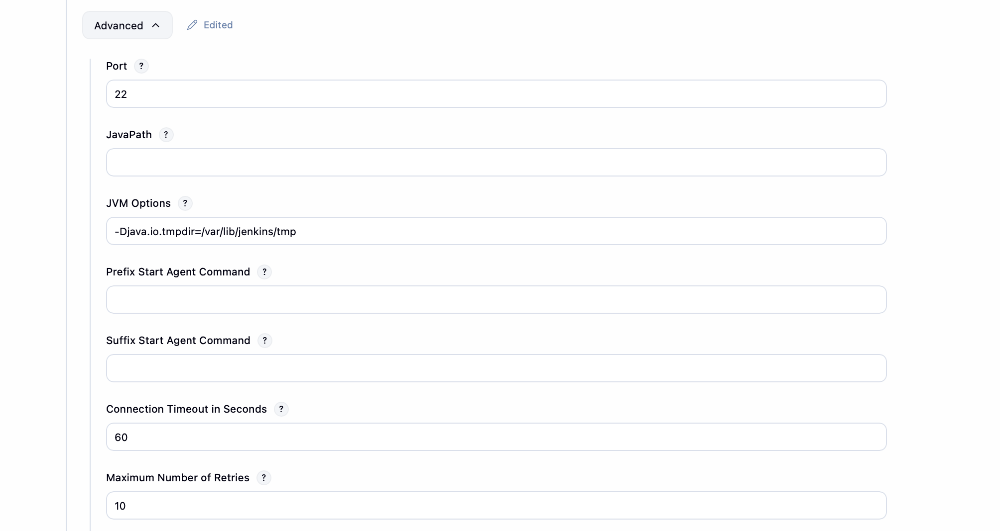 Advanced
Edited
Port ?
22
JavaPath ?
JVM Options ?
-Djava.io.tmpdir=/var/lib/jenkins/tmp
Prefix Start Agent Command ?
Suffix Start Agent Command ?
Connection Timeout in Seconds ?
60
Maximum Number of Retries ?
10